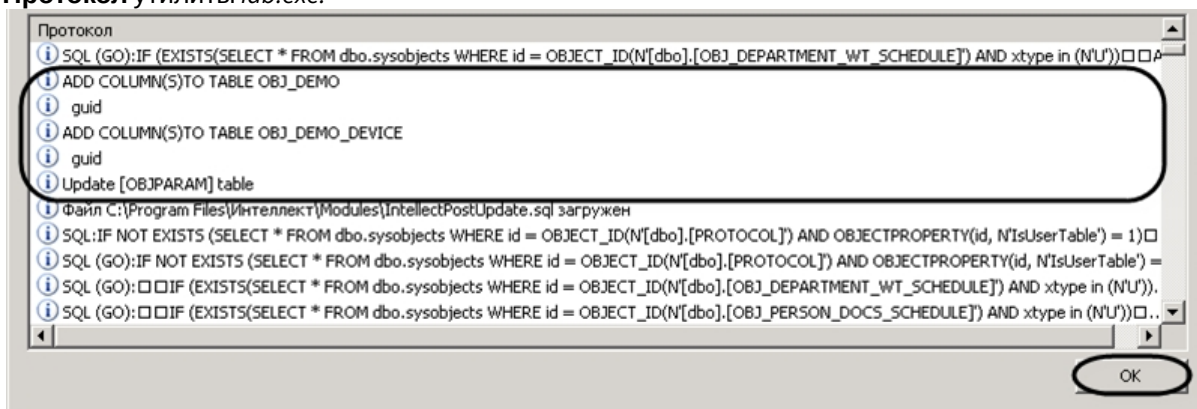 Протокол утилиты idb.exe.
Протокол
SQL (GO):IF (EXISTS(SELECT * FROM dbo.sysobjects WHERE id = OBJECT_ID(N'[dbo].[OBJ_DEPARTMENT_WT_SCHEDULE]') AND xtype in (N'U'))□□A
ADD COLUMN(S)TO TABLE OBJ_DEMO
guid
ADD COLUMN(S)TO TABLE OBJ_DEMO_DEVICE
guid
Update [OBJPARAM] table
Файл C:\Program Files\Интеллект\Modules\IntellectPostUpdate.sql загружен
SQL:IF NOT EXISTS (SELECT * FROM dbo.sysobjects WHERE id = OBJECT_ID(N'[dbo].[PROTOCOL]') AND OBJECTPROPERTY(id, N'IsUserTable') = 1)□
SQL (GO):IF NOT EXISTS (SELECT * FROM dbo.sysobjects WHERE id = OBJECT_ID(N'[dbo].[PROTOCOL]') AND OBJECTPROPERTY(id, N'IsUserTable') =
SQL (GO):□□IF (EXISTS(SELECT * FROM dbo.sysobjects WHERE id = OBJECT_ID(N'[dbo].[OBJ_DEPARTMENT_WT_SCHEDULE]') AND xtype in (N'U')).
SQL (GO):□□IF (EXISTS(SELECT * FROM dbo.sysobjects WHERE id = OBJECT_ID(N'[dbo].[OBJ_PERSON_DOCS_SCHEDULE]') AND xtype in (N'U'))□..
OK